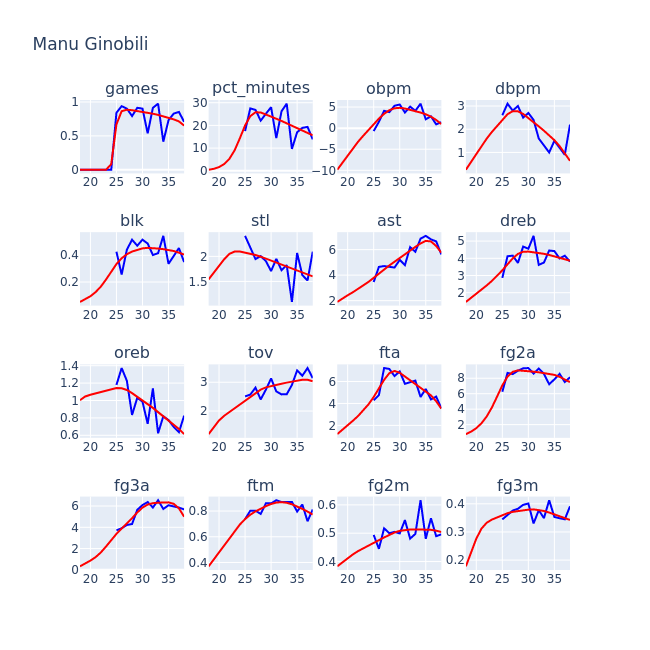 Manu Ginobili
games pct_minutes obpm dbpm
1 0.5 0 20 25 30 35
30 20 10 0 20 25 30 35
5 0 −5 −10 20 25 30 35
3 2 1 20 25 30 35
blk stl ast dreb
0.4 0.2 20 25 30 35
2 1.5 20 25 30 35
6 4 2 20 25 30 35
5 4 3 2 20 25 30 35
oreb tov fta fg2a
1.4 1.2 1 0.8 0.6 20 25 30 35
3 2 20 25 30 35
6 4 2 20 25 30 35
8 6 4 2 20 25 30 35
fg3a ftm fg2m fg3m
6 4 2 0 20 25 30 35
0.8 0.6 0.4 20 25 30 35
0.6 0.5 0.4 20 25 30 35
0.4 0.3 0.2 20 25 30 35